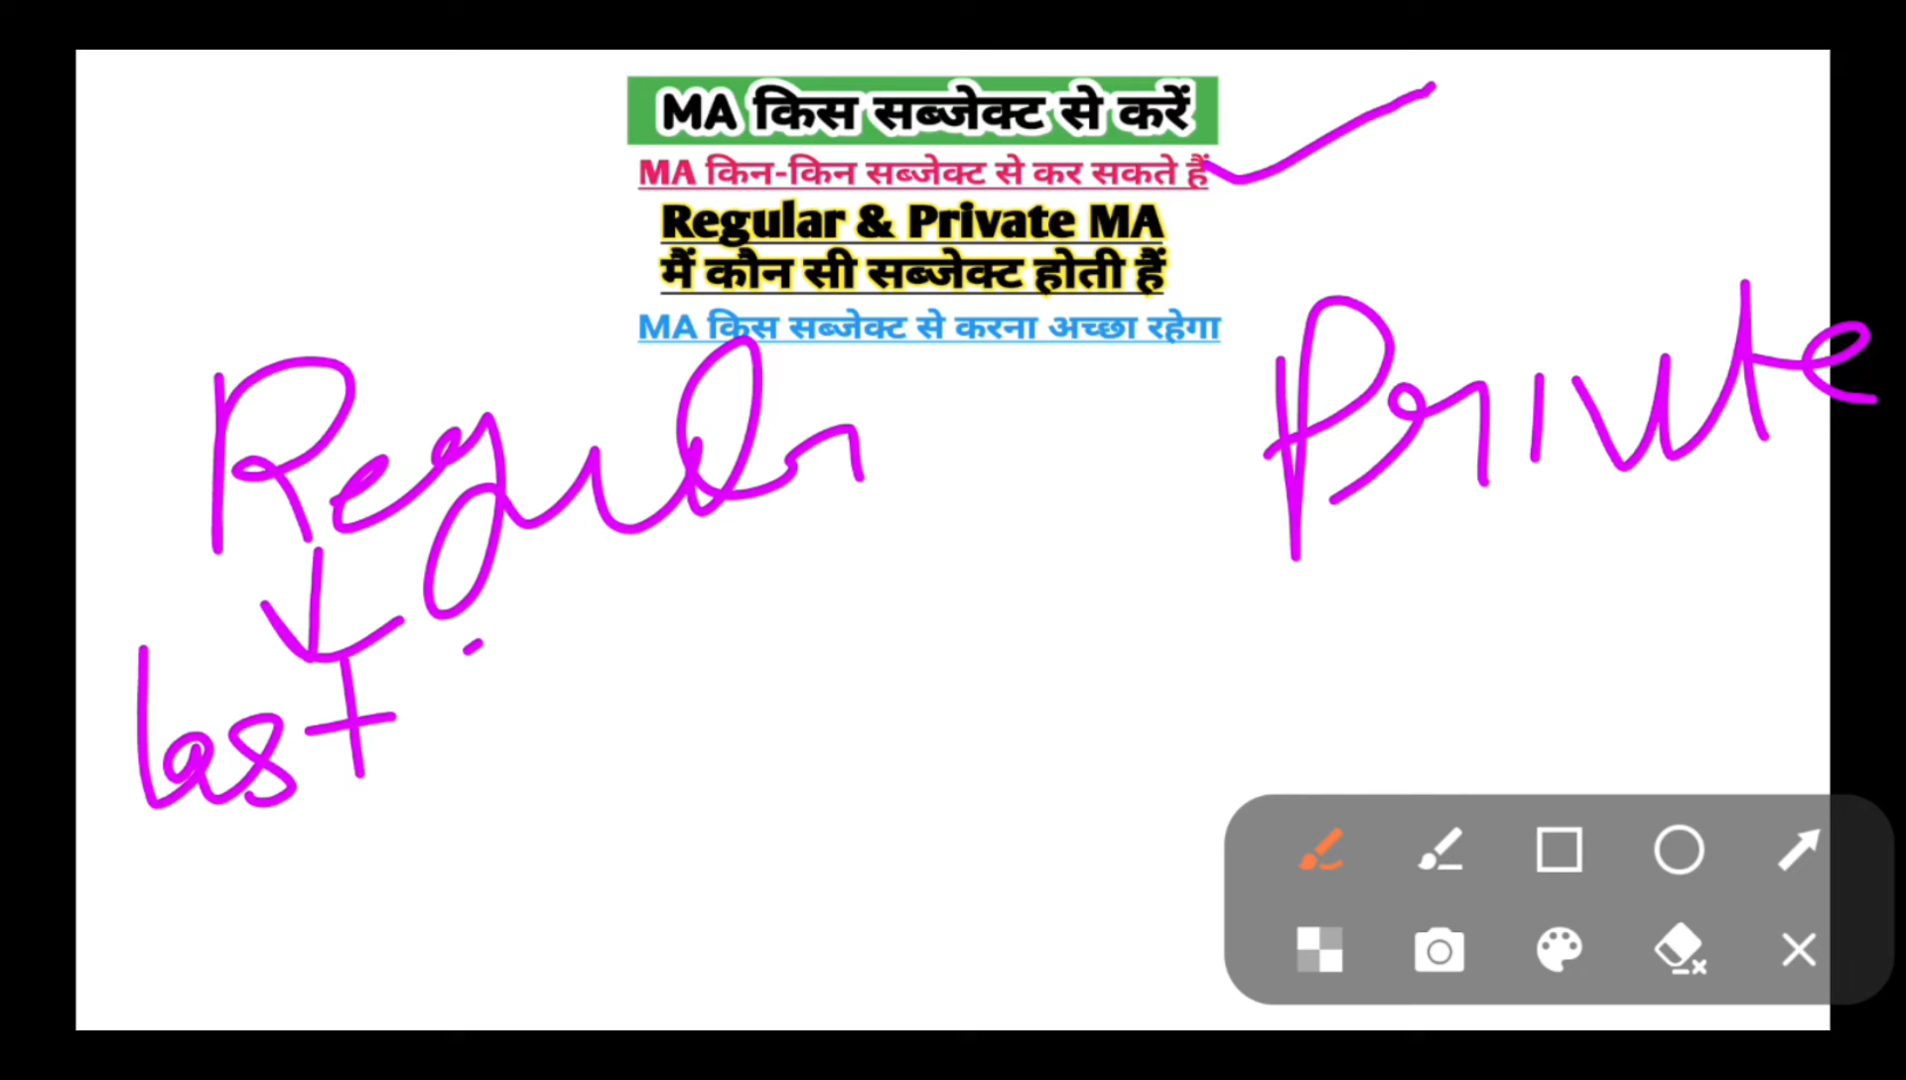 MA किस सब्जेक्ट से करें
MA किन-किन सब्जेक्ट से कर सकते हैं
Regular & Private MA
मैं कौन सी सब्जेक्ट होती हैं
MA किस सब्जेक्ट से करना अच्छा रहेगा
Regular Private
last